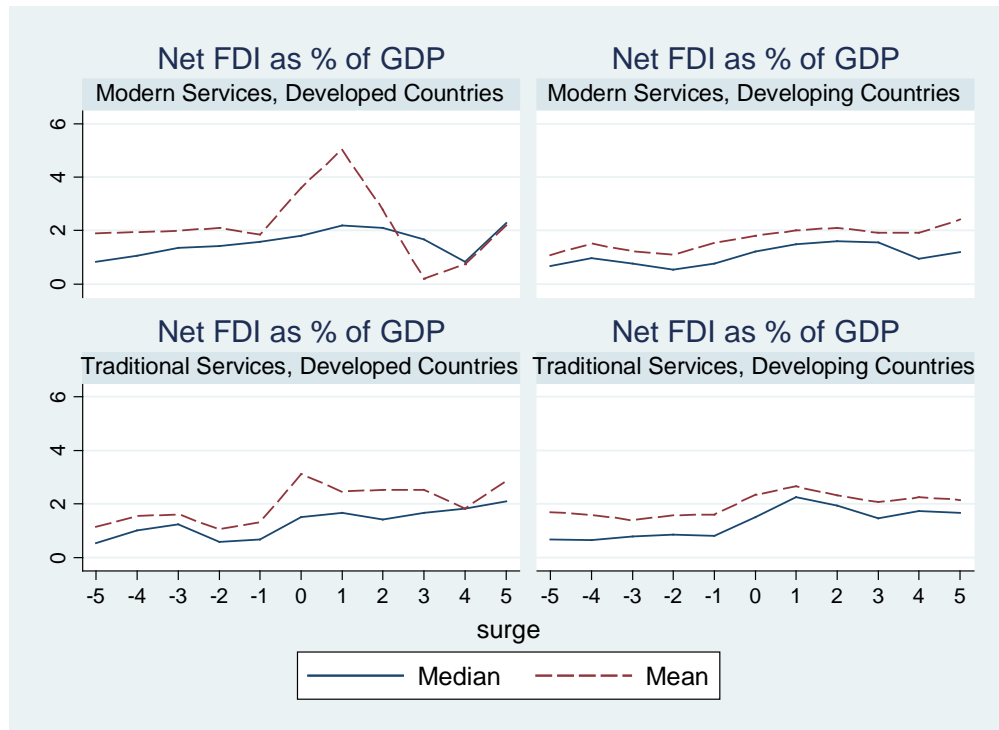 Net FDI as % of GDP
Modern Services, Developed Countries
Net FDI as % of GDP
Modern Services, Developing Countries
6
4
2
0
Net FDI as % of GDP
Traditional Services, Developed Countries
Net FDI as % of GDP
Traditional Services, Developing Countries
6
4
2
0
-5 -4 -3 -2 -1 0 1 2 3 4 5
-5 -4 -3 -2 -1 0 1 2 3 4 5
surge
Median Mean